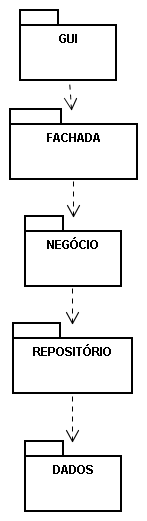 GUI
FACHADA
NEGÓCIO
REPOSITÓRIO
DADOS